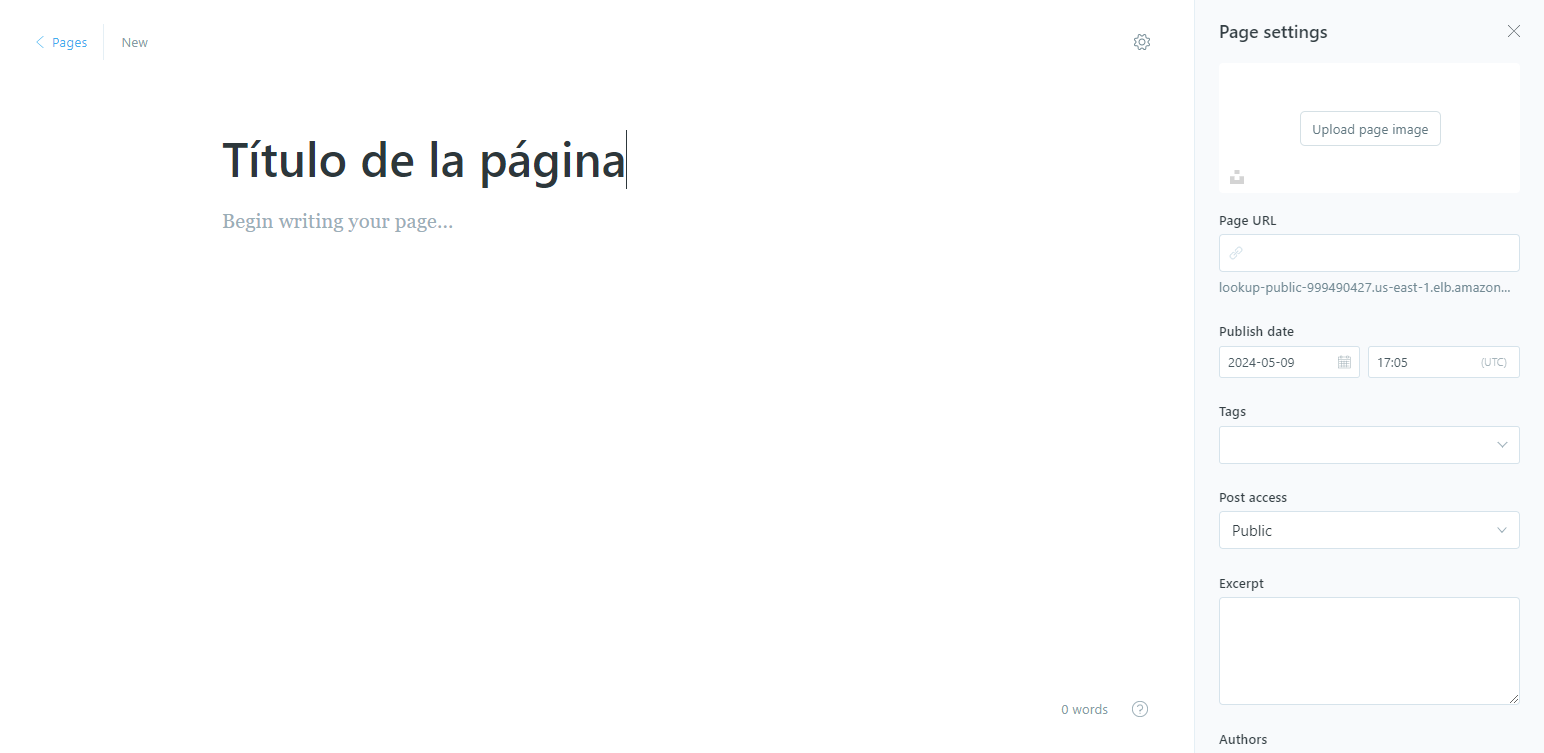 Pages
New
Título de la página
Begin writing your page...
0 words
Page settings
Upload page image
Page URL
lookup-public-999490427.us-east-1.elb.amazon...
Publish date
2024-05-09
17:05 (UTC)
Tags
Post access
Public
Excerpt
Authors